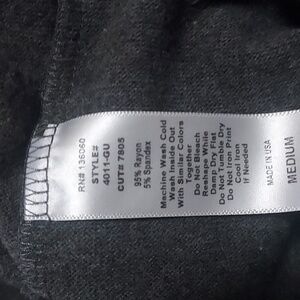 RN# 136060
STYLE#
4011-GU
CUT# 7805
95% Rayon
5% Spandex
Machine Wash Cold
Wash Inside Out
With Similar Colors
Together
Do Not Bleach
Reshape While
Damp Dry Flat
Do Not Tumble Dry
Do Not Iron Print
Cool Iron
If Needed
MADE IN USA
MEDIUM